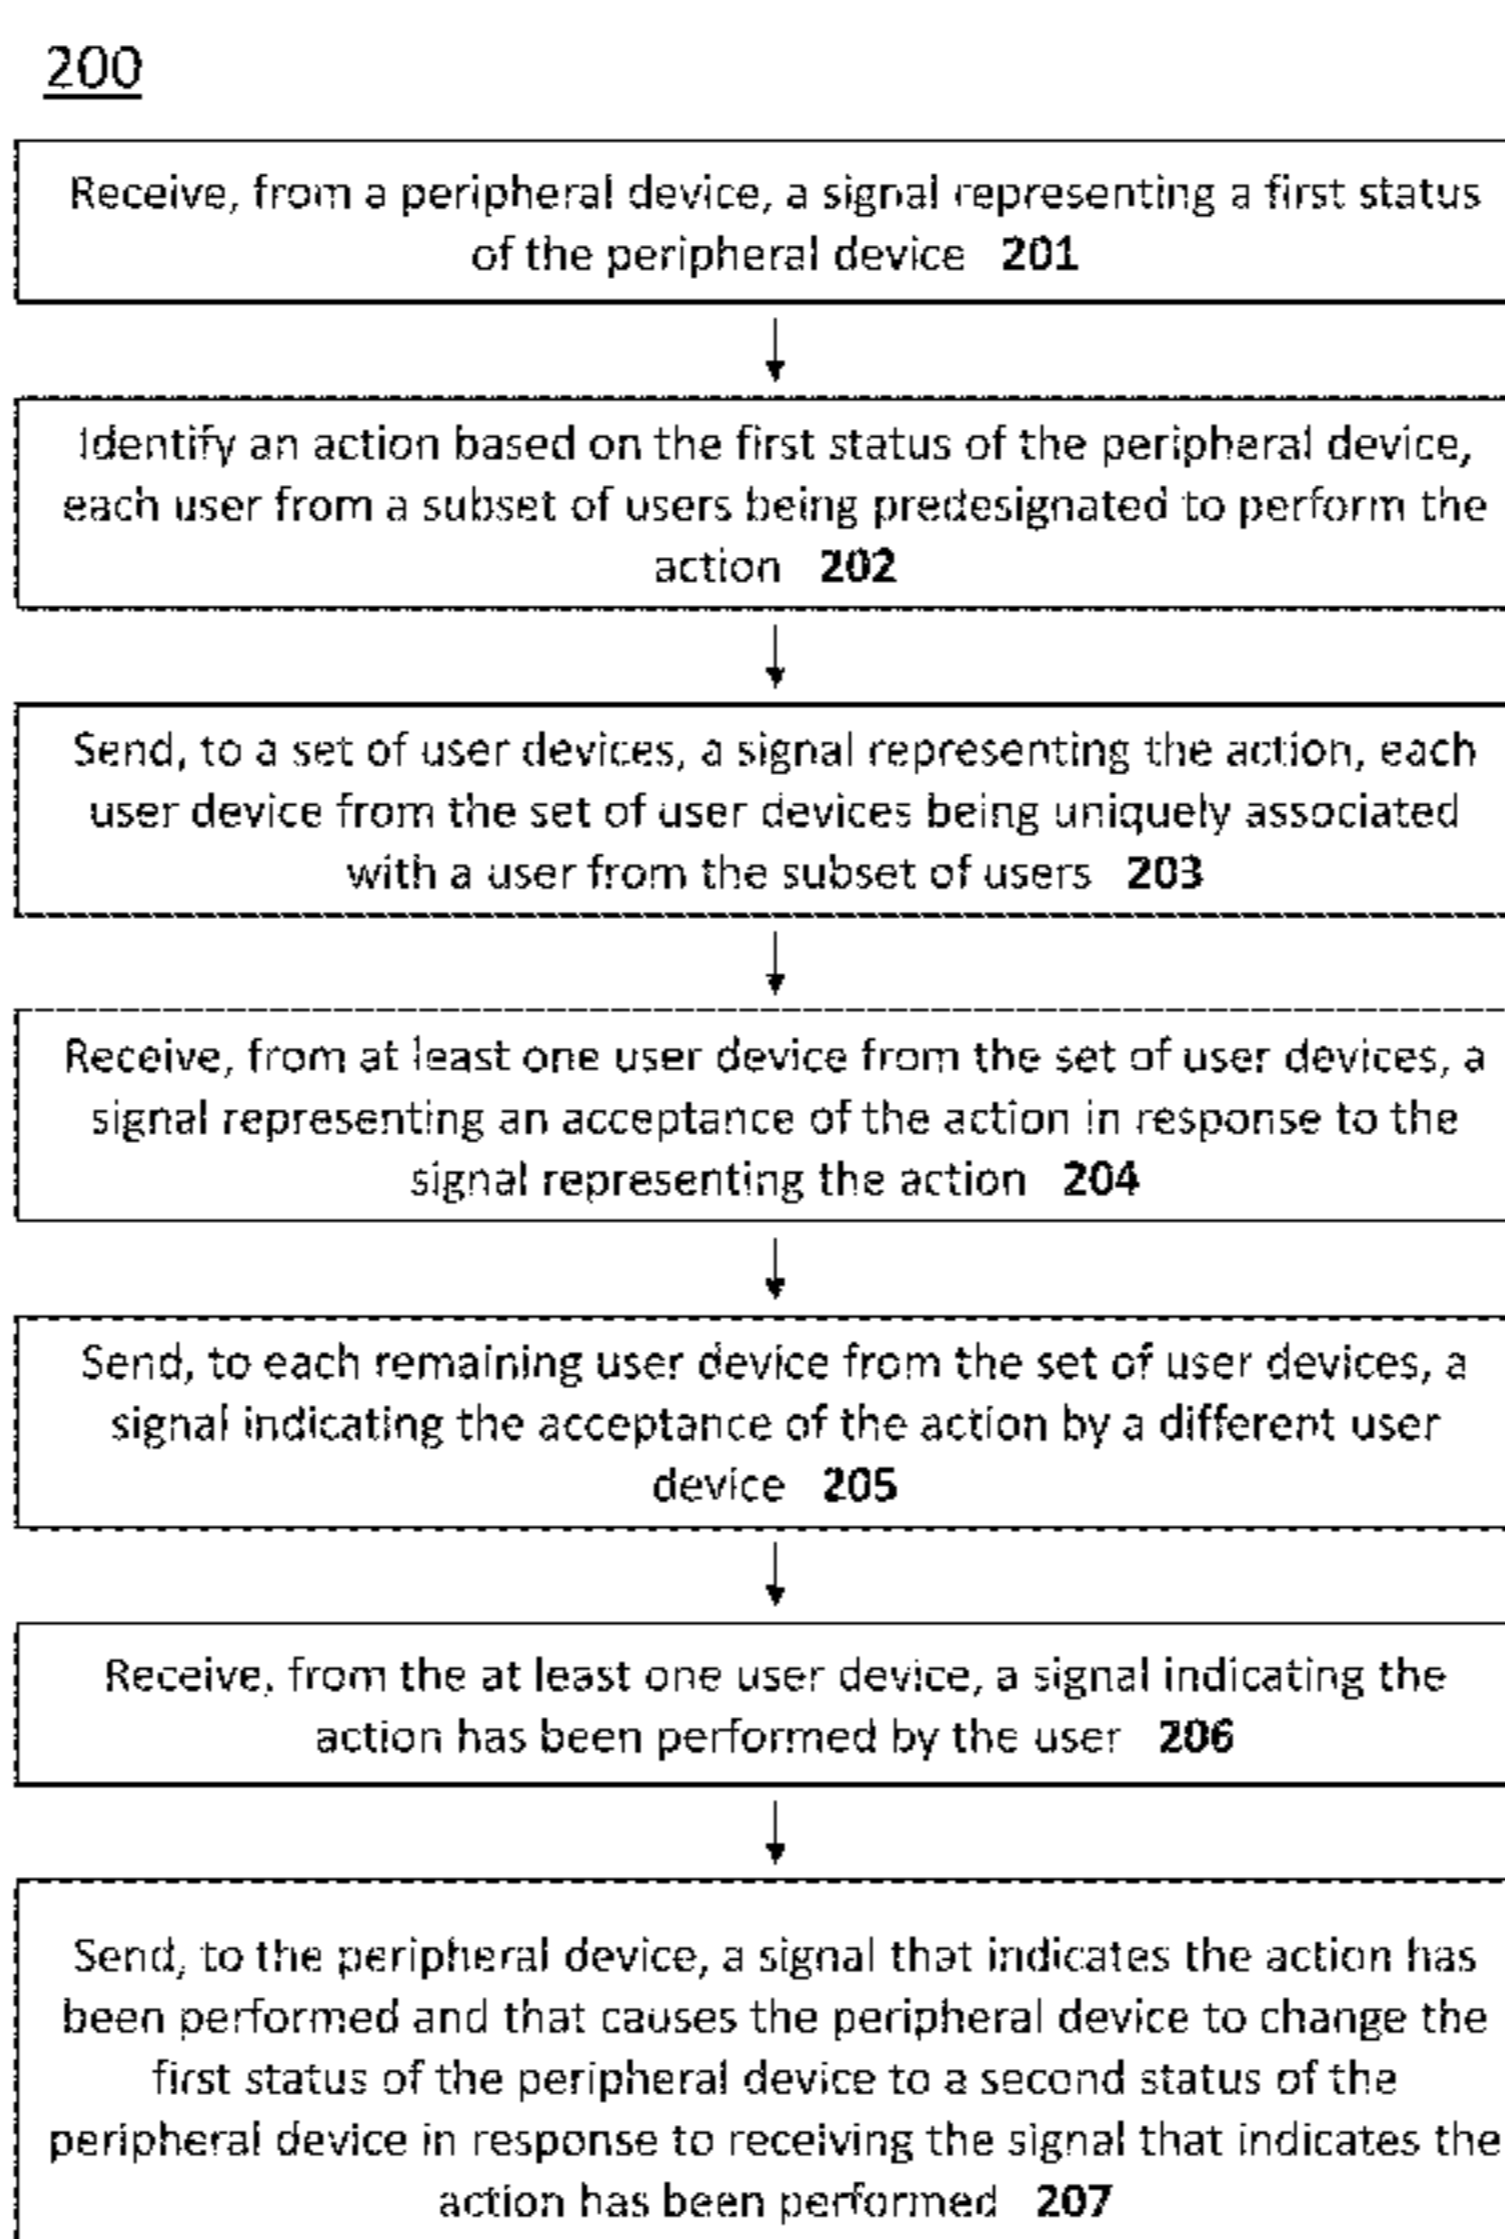 200
Receive, from a peripheral device, a signal representing a first status
of the peripheral device 201
Identify an action based on the first status of the peripheral device,
each user from a subset of users being predesignated to perform the
action 202
Send, to a set of user devices, a signal representing the action, each
user device from the set of user devices being uniquely associated
with a user from the subset of users 203
Receive, from at least one user device from the set of user devices, a
signal representing an acceptance of the action in response to the
signal representing the action 204
Send, to each remaining user device from the set of user devices, a
signal indicating the acceptance of the action by a different user
device 205
Receive, from the at least one user device, a signal indicating the
action has been performed by the user 206
Send, to the peripheral device, a signal that indicates the action has
been performed and that causes the peripheral device to change the
first status of the peripheral device to a second status of the
peripheral device in response to receiving the signal that indicates the
action has been performed 207